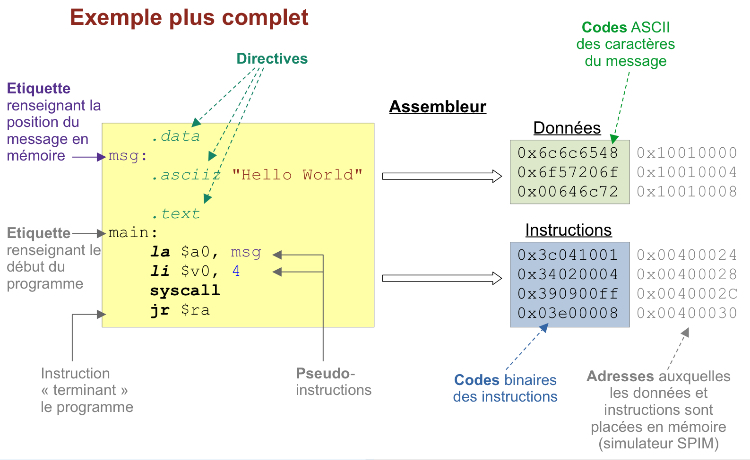 Exemple plus complet
Directives
Codes ASCII
des caractères
du message
Etiquette
renseignant la
position du
message en
mémoire
Etiquette
renseignant le
début du
programme
.data
msg:
.asciiz "Hello World"
.text
main:
la $a0, msg
li $v0, 4
syscall
jr $ra
Assembleur
Données
0x6c6c6548 0x10010000
0x6f57206f 0x10010004
0x00646c72 0x10010008
Instructions
0x3c041001 0x00400024
0x34020004 0x00400028
0x390900ff 0x0040002C
0x03e00008 0x00400030
Instruction
« terminant »
le programme
Pseudo-
instructions
Codes binaires
des instructions
Adresses auxquelles
les données et
instructions sont
placées en mémoire
(simulateur SPIM)